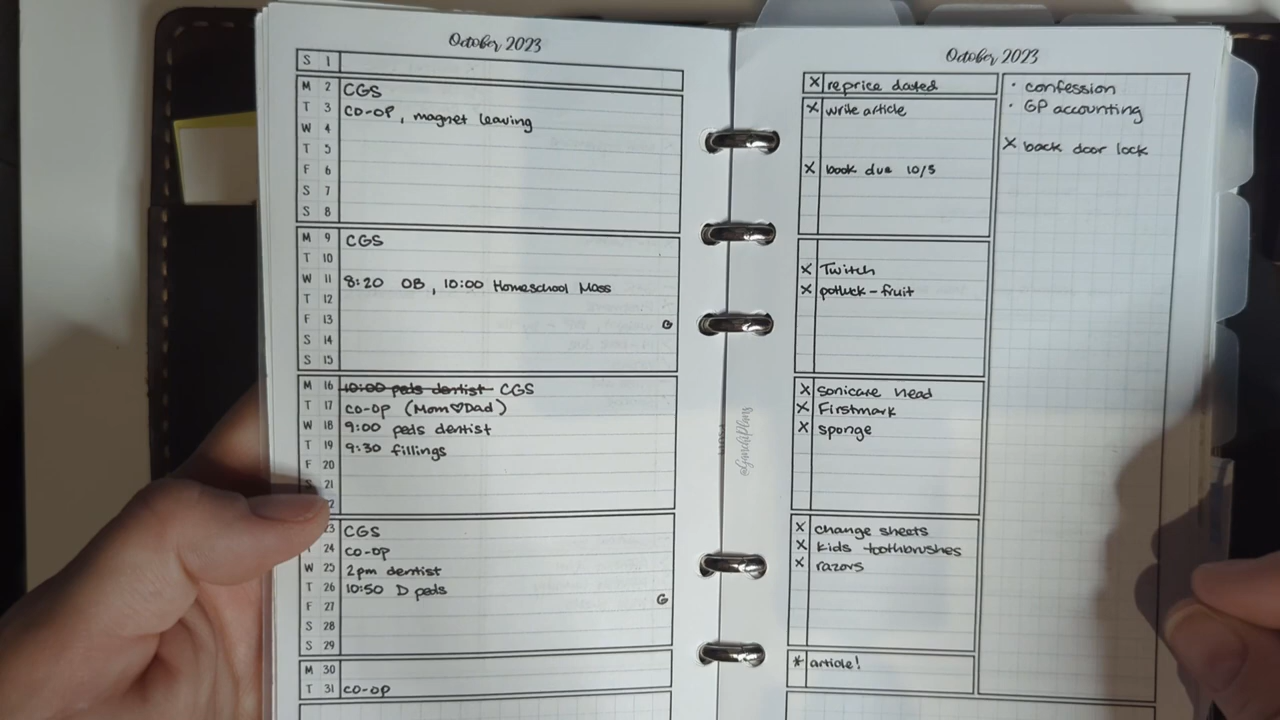 October 2023
S 1
M 2 CGS
T 3 co-op, magnet leaving
W 4
T 5
F 6
S 7
S 8
M 9 CGS
T 10
W 11 8:20 OB, 10:00 Homeschool Mass
T 12
F 13 G
S 14
S 15
M 16 10:00 peds dentist CGS
T 17 co-op (Mom♡Dad)
W 18 9:00 peds dentist
T 19 9:30 fillings
F 20
S 21
2
23 CGS
24 co-op
W 25 2pm dentist
T 26 10:50 D peds
F 27 G
S 28
S 29
M 30
T 31 co-op
@GandiPlans
October 2023
x reprice dated
x write article
x book due 10/5
x Twitch
x potluck - fruit
x sonicare head
x Firstmark
x sponge
x change sheets
x kids toothbrushes
x razors
* article!
· confession
· GP accounting
x back door lock